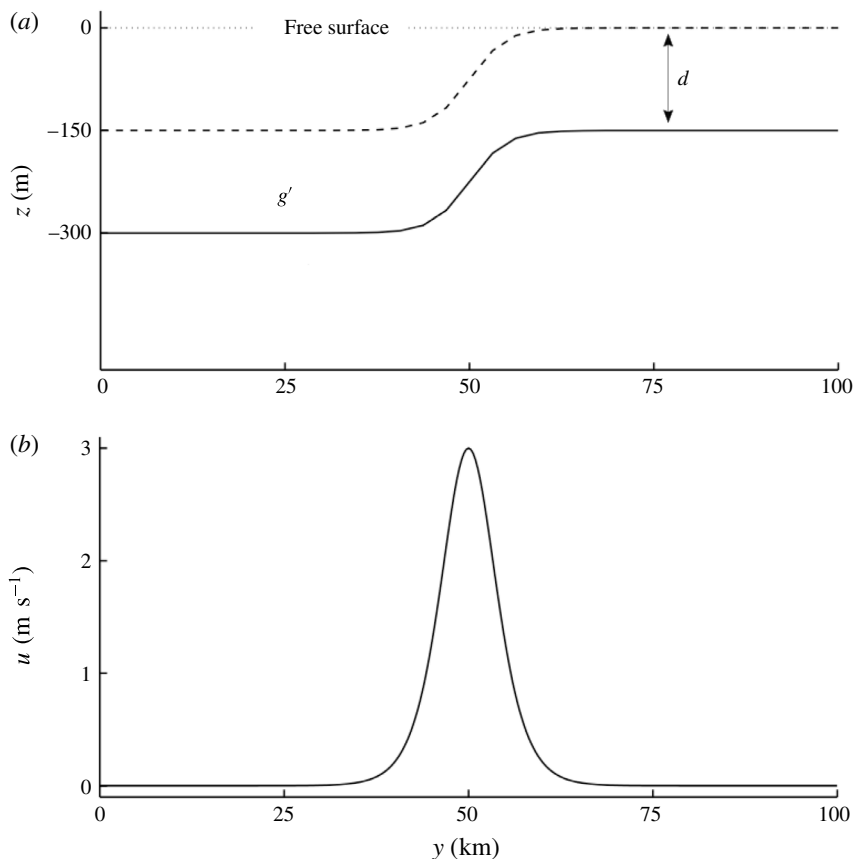 (a)
0
Free surface
d
–150
z (m)
g′
–300
0 25 50 75 100
(b)
3
2
u (m s⁻¹)
1
0
0 25 50 75 100
y (km)